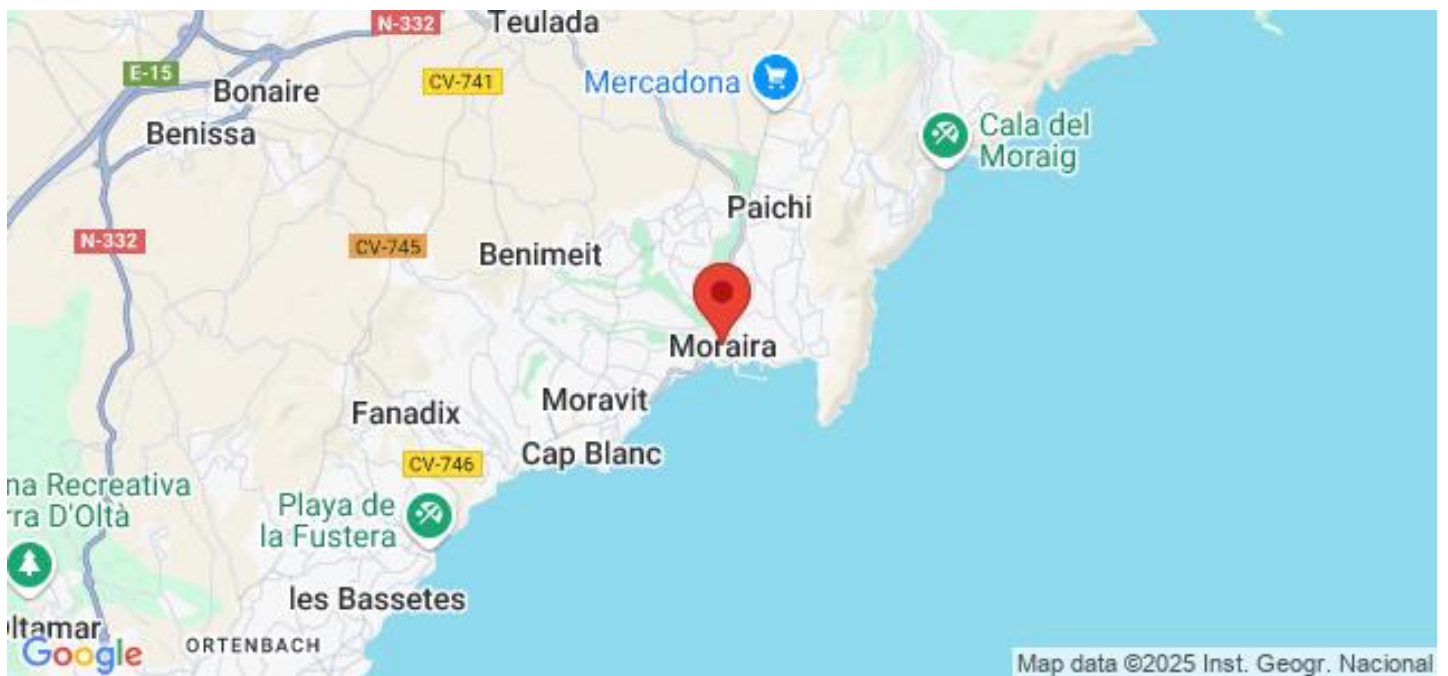 N-332
Teulada
E-15
CV-741
Mercadona
Bonaire
Benissa
Cala del
Moraig
Paichi
N-332
CV-745
Benimeit
Moraira
Moravit
Fanadix
Cap Blanc
CV-746
na Recreativa
rra D'Oltà
Playa de
la Fustera
les Bassetes
ltamar
ORTENBACH
Google
Map data ©2025 Inst. Geogr. Nacional